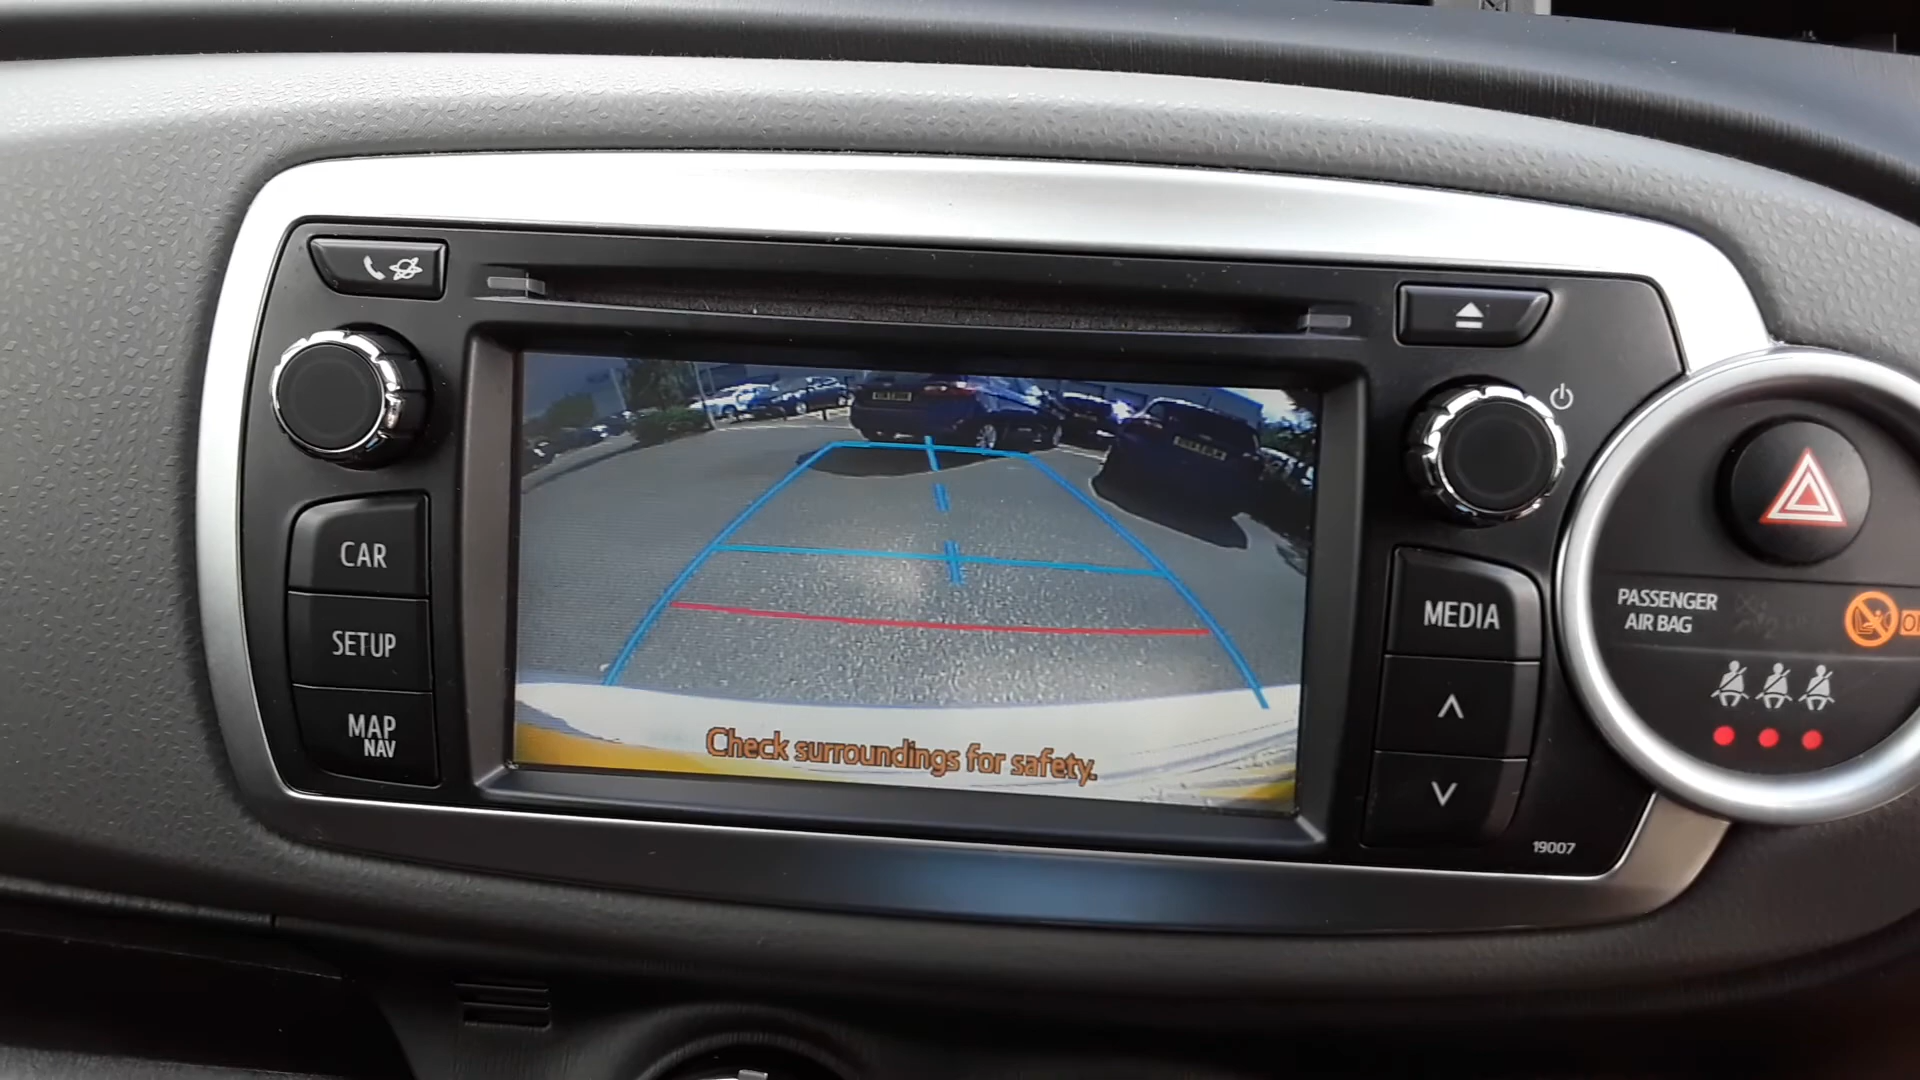 CAR
SETUP
MAP
NAV
Check surroundings for safety.
MEDIA
19007
PASSENGER
AIR BAG